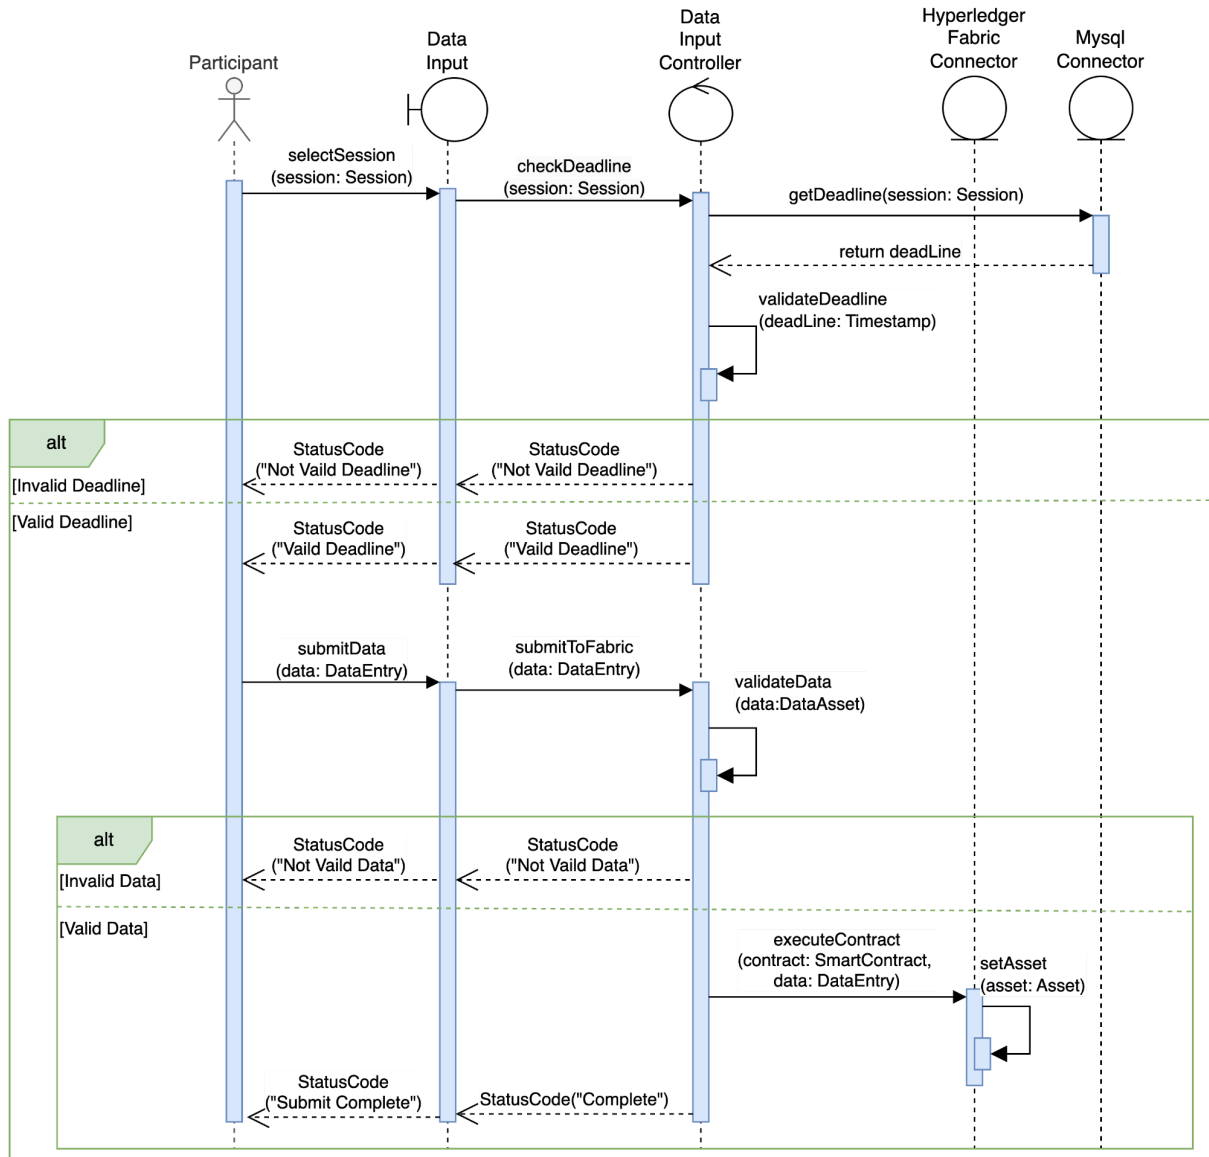 Participant
Data
Input
Data
Input
Controller
Hyperledger
Fabric
Connector
Mysql
Connector
selectSession
(session: Session)
checkDeadline
(session: Session)
getDeadline(session: Session)
return deadLine
validateDeadline
(deadLine: Timestamp)
alt
StatusCode
("Not Vaild Deadline")
StatusCode
("Not Vaild Deadline")
[Invalid Deadline]
[Valid Deadline]
StatusCode
("Vaild Deadline")
StatusCode
("Vaild Deadline")
submitData
(data: DataEntry)
submitToFabric
(data: DataEntry)
validateData
(data:DataAsset)
alt
StatusCode
("Not Vaild Data")
StatusCode
("Not Vaild Data")
[Invalid Data]
[Valid Data]
executeContract
(contract: SmartContract,
data: DataEntry)
setAsset
(asset: Asset)
StatusCode
("Submit Complete")
StatusCode("Complete")